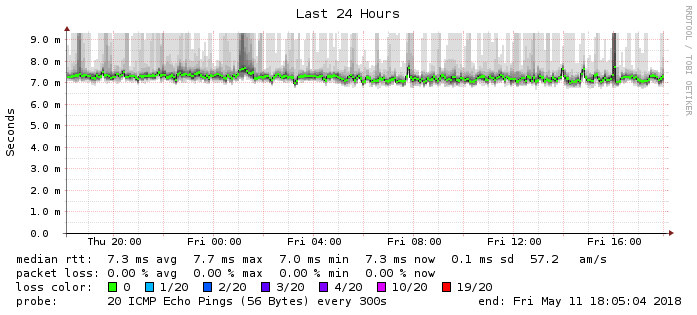 Last 24 Hours
RRDTOOL / TOBI OETIKER
Seconds
9.0 m
8.0 m
7.0 m
6.0 m
5.0 m
4.0 m
3.0 m
2.0 m
1.0 m
0.0
Thu 20:00 Fri 00:00 Fri 04:00 Fri 08:00 Fri 12:00 Fri 16:00
median rtt: 7.3 ms avg 7.7 ms max 7.0 ms min 7.3 ms now 0.1 ms sd 57.2 am/s
packet loss: 0.00 % avg 0.00 % max 0.00 % min 0.00 % now
loss color: 0 1/20 2/20 3/20 4/20 10/20 19/20
probe: 20 ICMP Echo Pings (56 Bytes) every 300s end: Fri May 11 18:05:04 2018